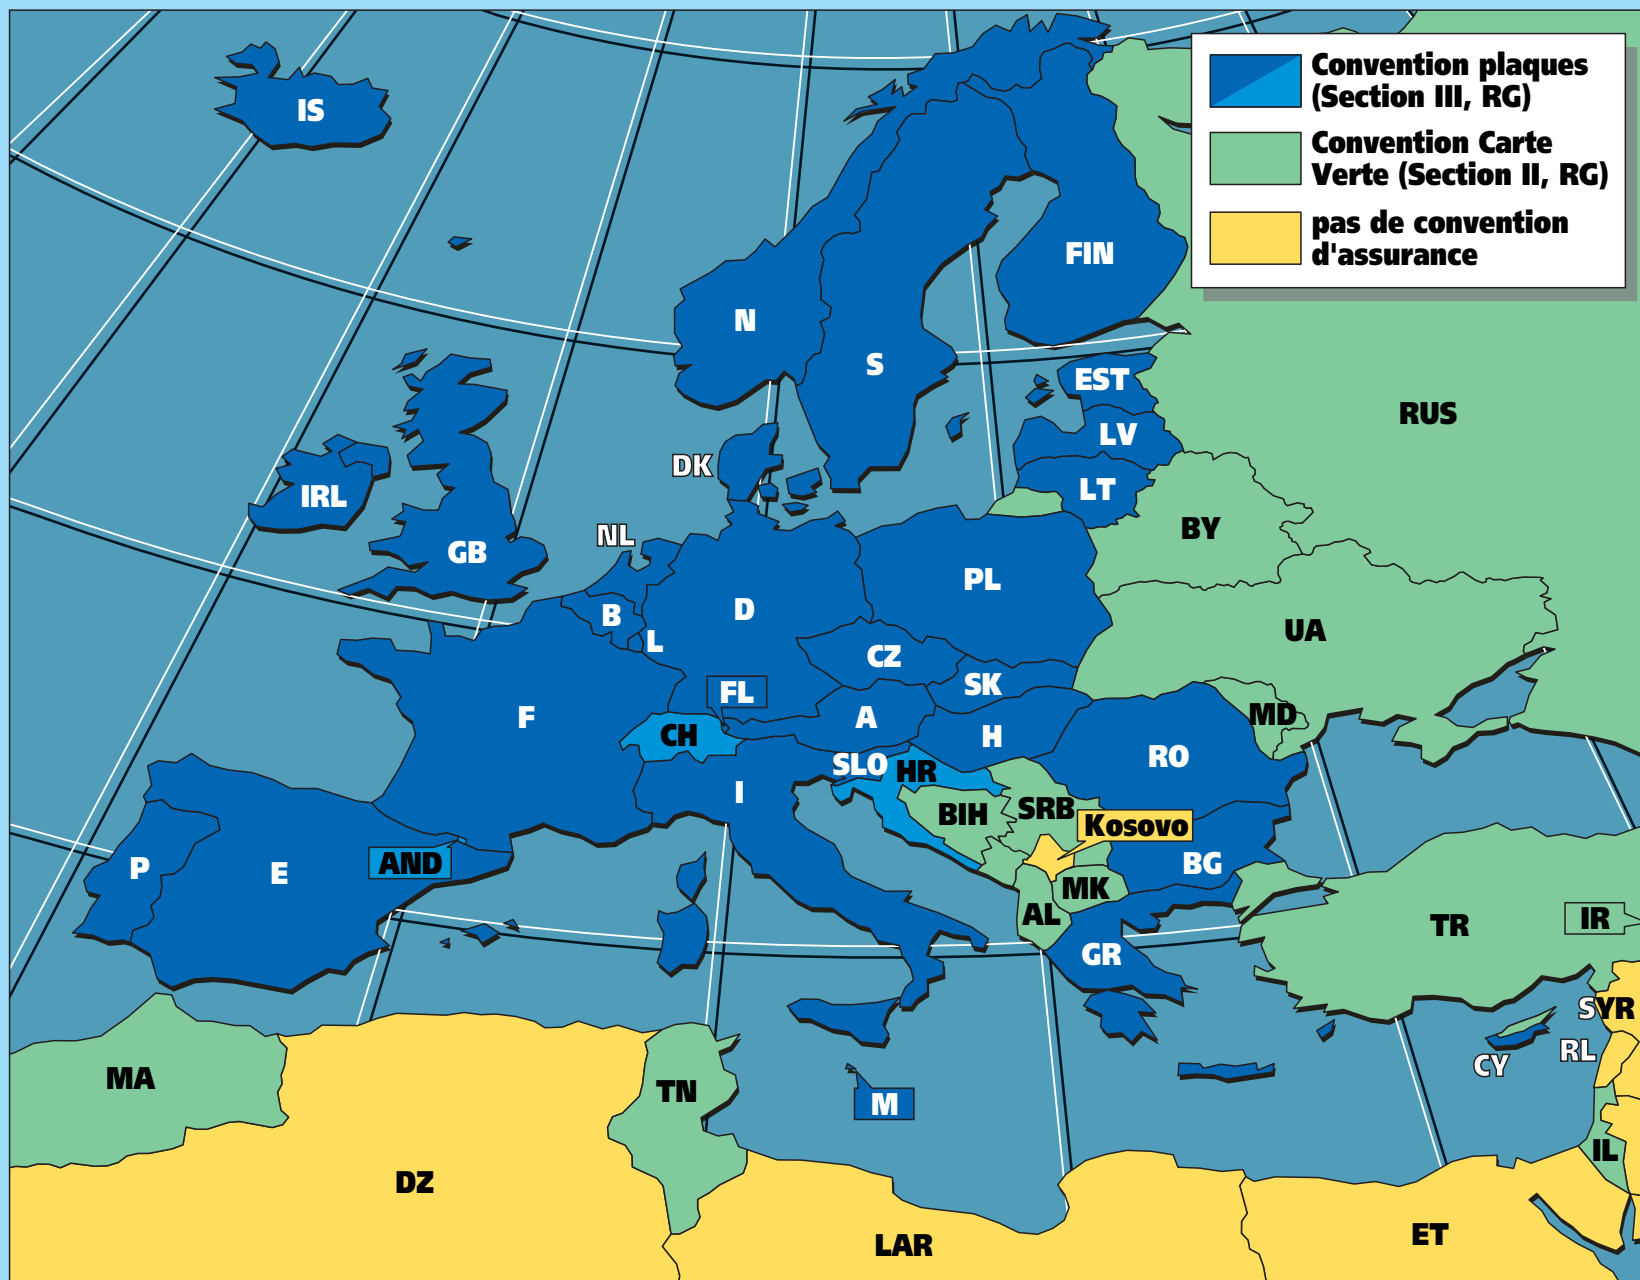 Convention plaques
(Section III, RG)
Convention Carte
Verte (Section II, RG)
pas de convention
d'assurance
IS
FIN
N
S
EST
RUS
LV
DK
LT
IRL
BY
NL
GB
PL
D
B
UA
L
CZ
SK
FL
MD
F
A
CH
H
RO
SLO
HR
I
SRB
BIH
Kosovo
AND
P
E
BG
MK
AL
TR
IR
GR
SYR
RL
CY
MA
TN
M
IL
DZ
ET
LAR